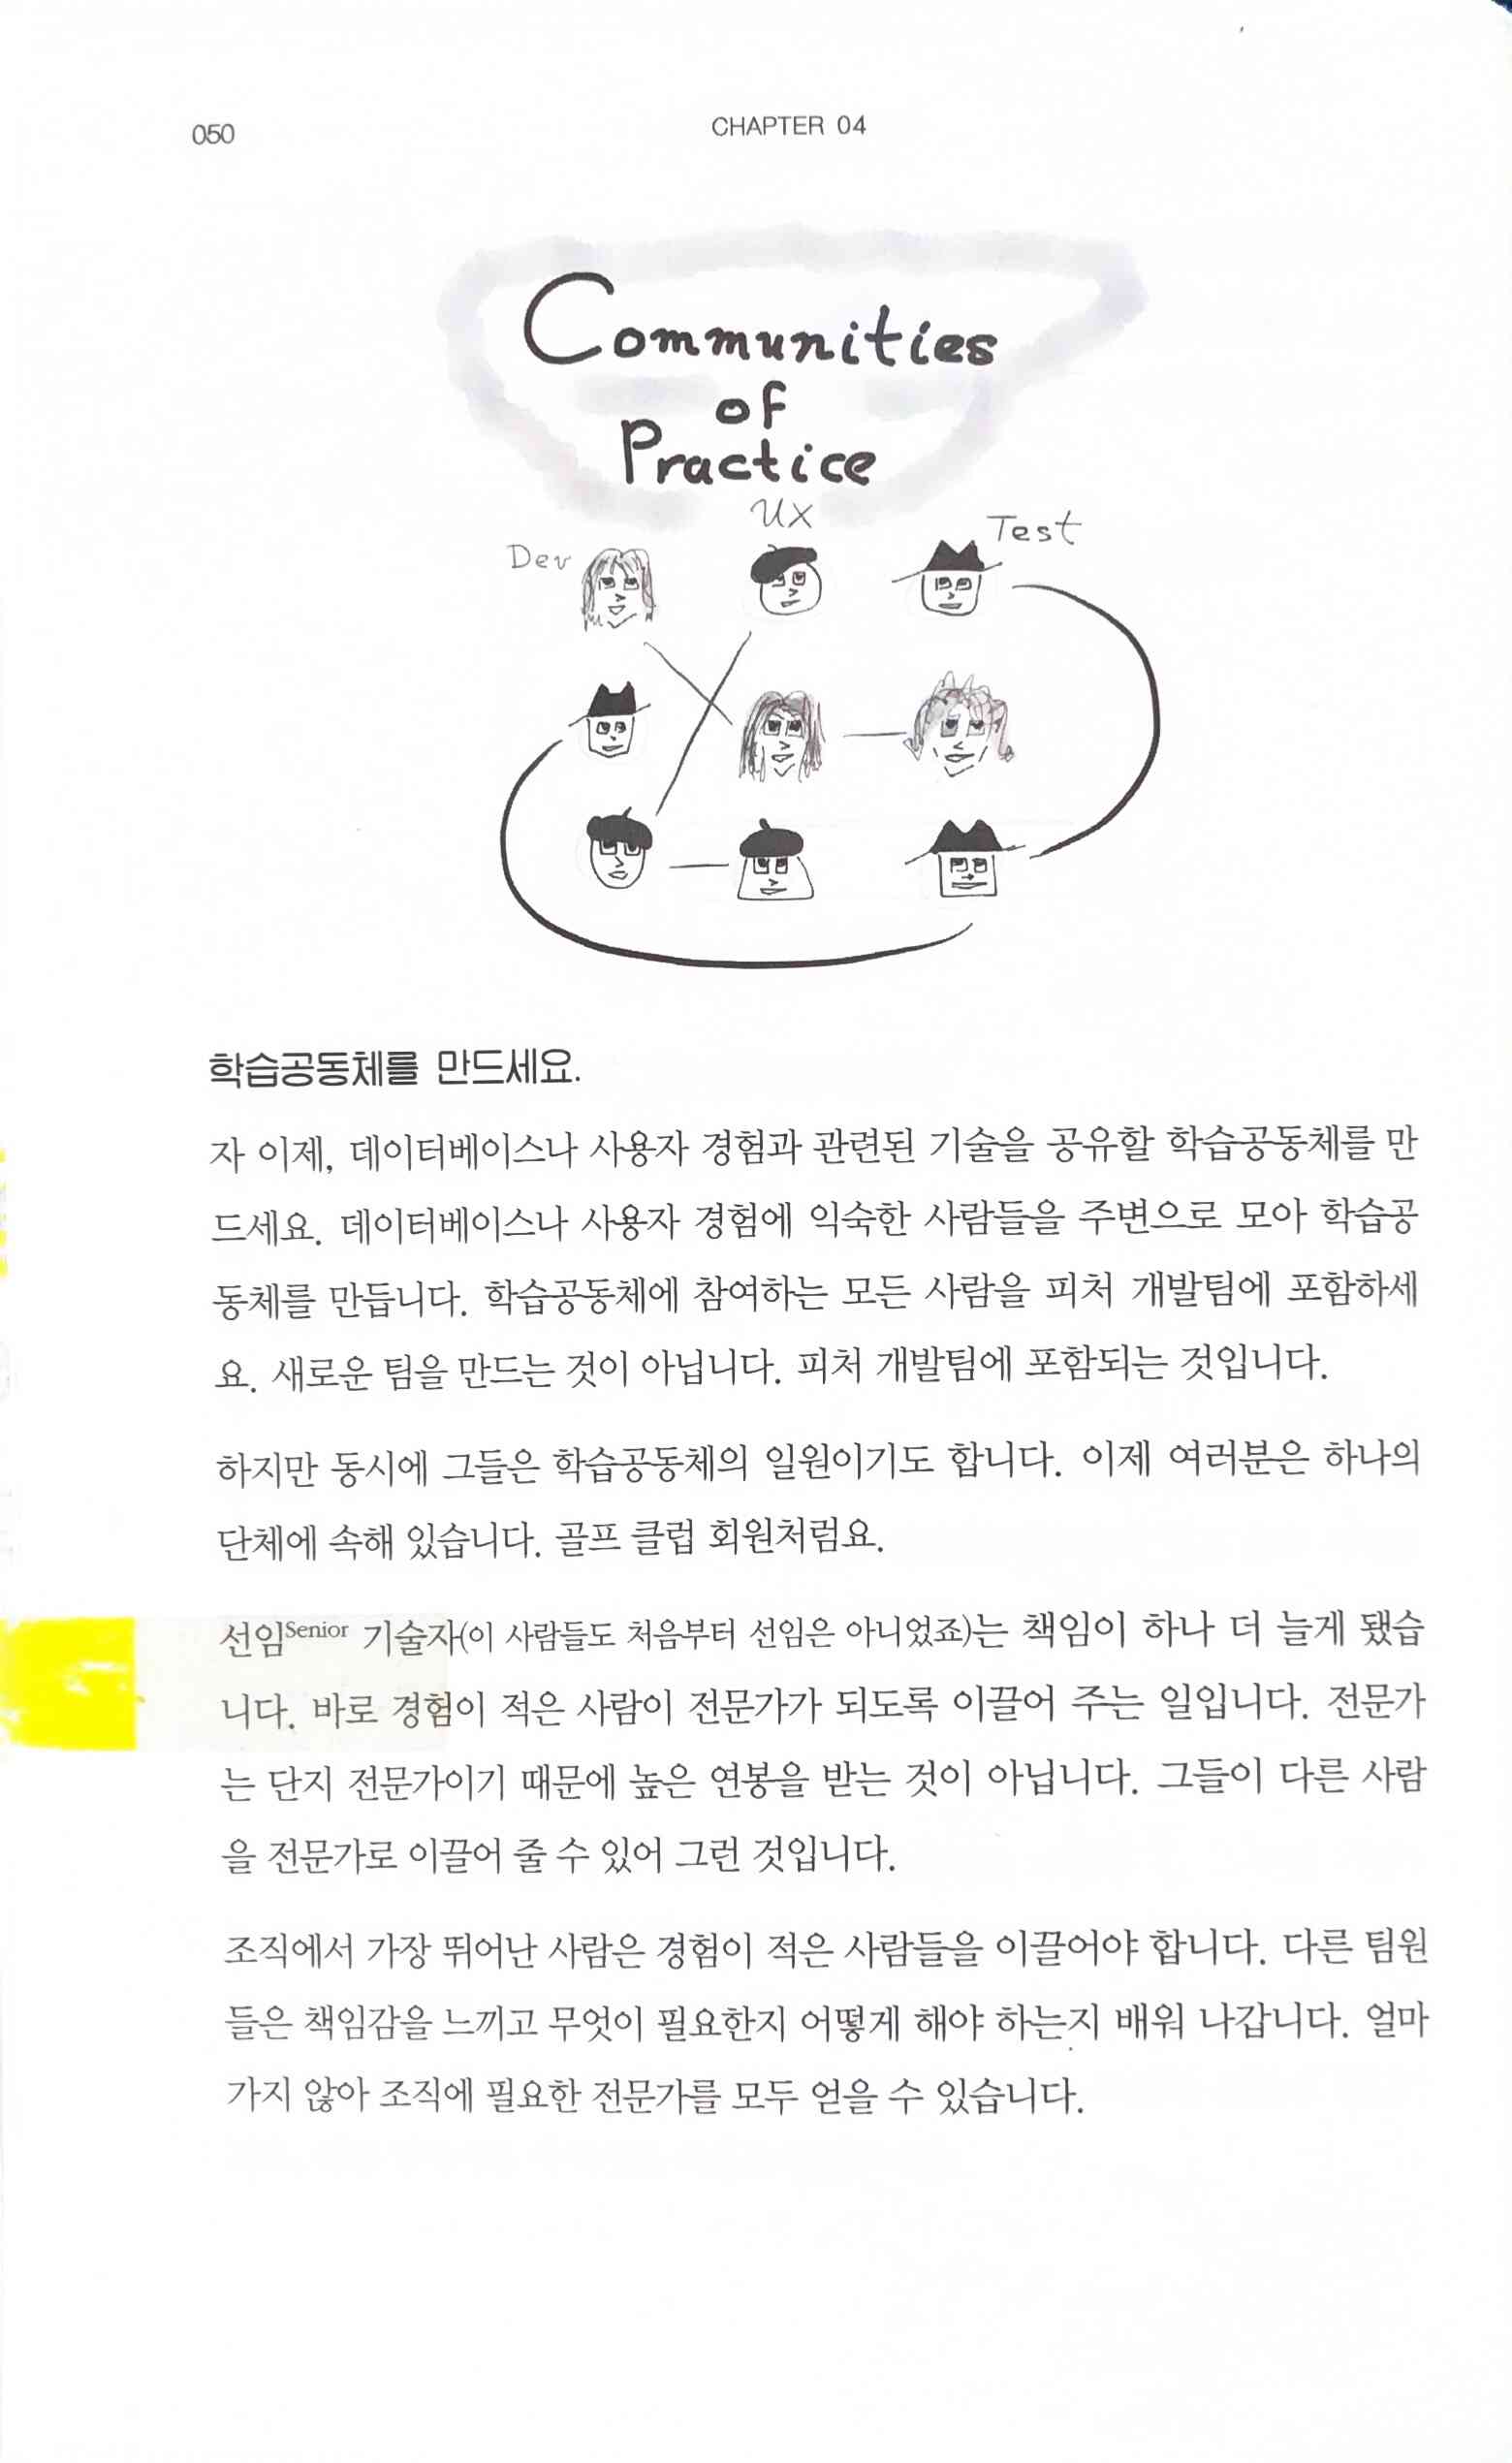 050
CHAPTER 04
Communities
of
Practice
UX
Test
Dev
학습공동체를 만드세요.
자 이제, 데이터베이스나 사용자 경험과 관련된 기술을 공유할 학습공동체를 만
드세요. 데이터베이스나 사용자 경험에 익숙한 사람들을 주변으로 모아 학습공
동체를 만듭니다. 학습공동체에 참여하는 모든 사람을 피처 개발팀에 포함하세
요. 새로운 팀을 만드는 것이 아닙니다. 피처 개발팀에 포함되는 것입니다.
하지만 동시에 그들은 학습공동체의 일원이기도 합니다. 이제 여러분은 하나의
단체에 속해 있습니다. 골프 클럽 회원처럼요.
선임Senior 기술자(이 사람들도 처음부터 선임은 아니었죠)는 책임이 하나 더 늘게 됐습
니다. 바로 경험이 적은 사람이 전문가가 되도록 이끌어 주는 일입니다. 전문가
는 단지 전문가이기 때문에 높은 연봉을 받는 것이 아닙니다. 그들이 다른 사람
을 전문가로 이끌어 줄 수 있어 그런 것입니다.
조직에서 가장 뛰어난 사람은 경험이 적은 사람들을 이끌어야 합니다. 다른 팀원
들은 책임감을 느끼고 무엇이 필요한지 어떻게 해야 하는지 배워 나갑니다. 얼마
가지 않아 조직에 필요한 전문가를 모두 얻을 수 있습니다.